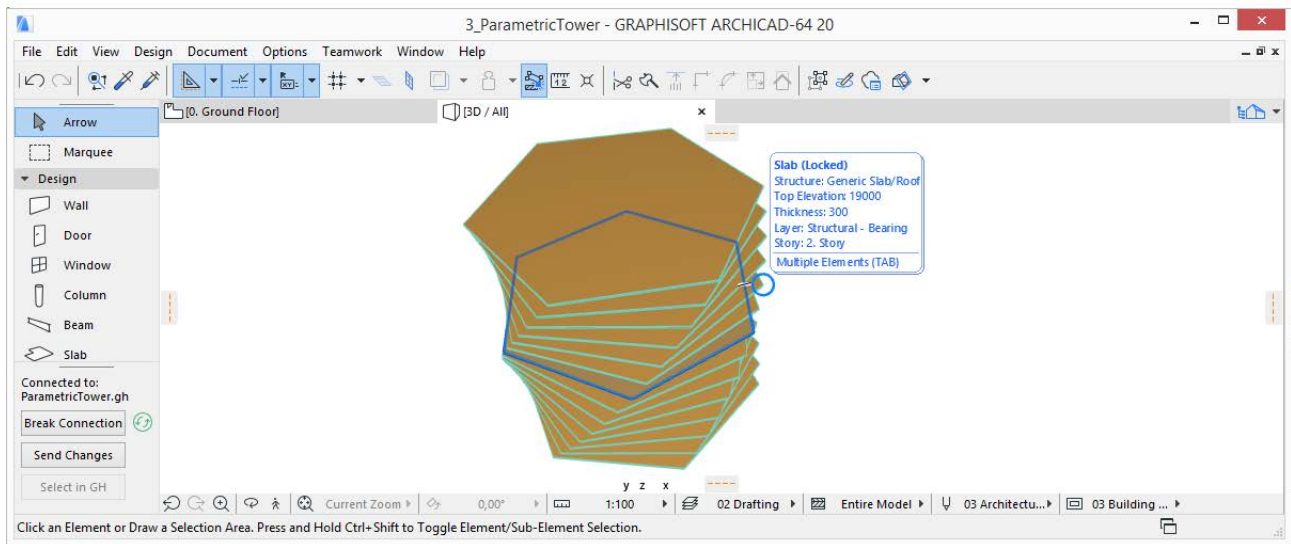 3_ParametricTower - GRAPHISOFT ARCHICAD-64 20
File Edit View Design Document Options Teamwork Window Help
[0. Ground Floor]
[3D / All]
Arrow
Marquee
Design
Wall
Door
Window
Column
Beam
Slab
Slab (Locked)
Structure: Generic Slab/Roof
Top Elevation: 19000
Thickness: 300
Layer: Structural - Bearing
Story: 2. Story
Multiple Elements (TAB)
Connected to:
ParametricTower.gh
Break Connection
Send Changes
Select in GH
y z x
Current Zoom 0,00° 1:100 02 Drafting Entire Model 03 Architectu... 03 Building ...
Click an Element or Draw a Selection Area. Press and Hold Ctrl+Shift to Toggle Element/Sub-Element Selection.